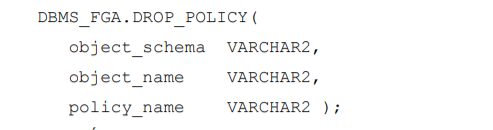 DBMS_FGA.DROP_POLICY(
object_schema VARCHAR2,
object_name VARCHAR2,
policy_name VARCHAR2 );